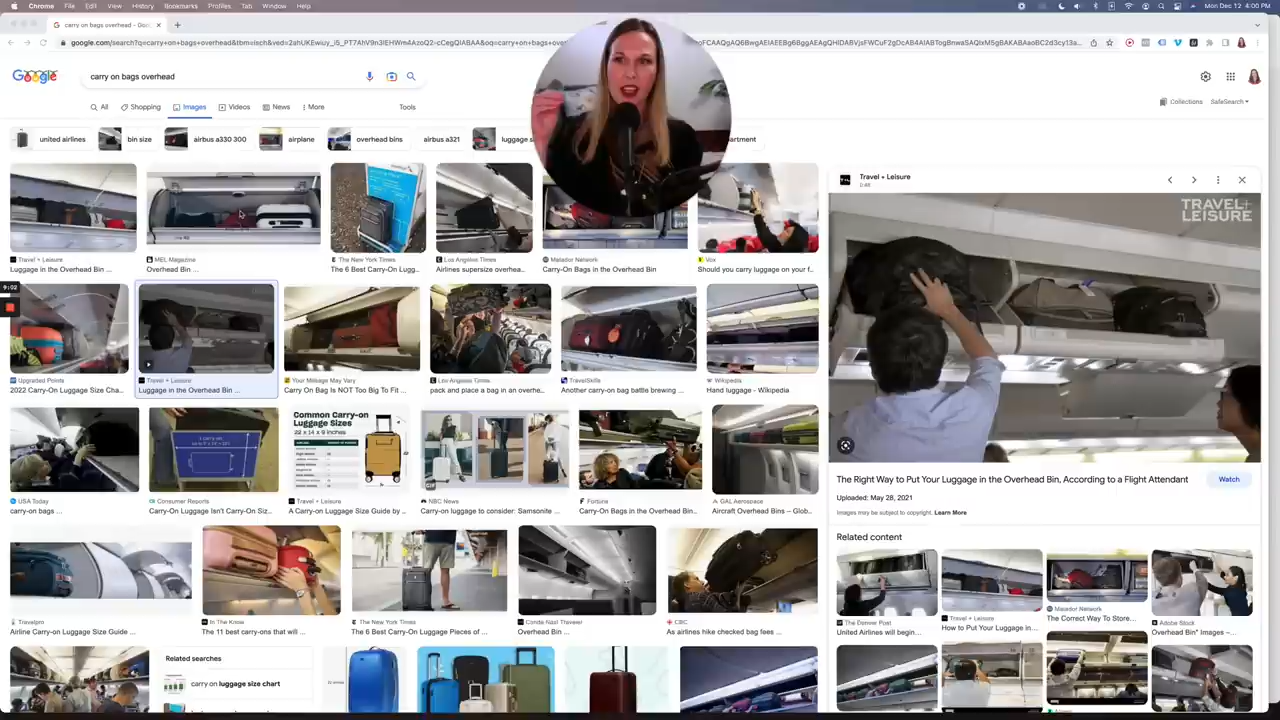 Chrome File Edit View History Bookmarks Profiles Tab Window Help
Mon Dec 12 4:00 PM
carry on bags overhead - Goo
Google
carry on bags overhead
All Shopping Images Videos News More Tools
Collections SafeSearch
united airlines bin size airbus a330 300 airplane overhead bins airbus a321
Travel + Leisure
Luggage in the Overhead Bin ...
MEL Magazine
Overhead Bin ...
The New York Times
The 6 Best Carry-On Lugg...
Los Angeles Times
Airlines supersize overhea...
Matador Network
Carry-On Bags in the Overhead Bin
Vox
Should you carry luggage on your f...
9:02
Upgraded Points
2022 Carry-On Luggage Size Cha...
Travel + Leisure
Luggage in the Overhead Bin ...
Your Mileage May Vary
Carry On Bag Is NOT Too Big To Fit ...
Los Angeles Times
pack and place a bag in an overhe...
TravelSkills
Another carry-on bag battle brewing ...
Wikipedia
Hand luggage - Wikipedia
Common Carry-on
Luggage Sizes
22 x 14 x 9 inches
USA Today
carry-on bags ...
Consumer Reports
Carry-On Luggage Isn't Carry-On Siz...
Travel + Leisure
A Carry-on Luggage Size Guide by ...
NBC News
Carry-on luggage to consider: Samsonite ...
Fortune
Carry-On Bags in the Overhead Bin...
GAL Aerospace
Aircraft Overhead Bins – Glob...
Travelpro
Airline Carry-On Luggage Size Guide ...
In The Know
The 11 best carry-ons that will ...
The New York Times
The 6 Best Carry-On Luggage Pieces of ...
Overhead Bin ...
CBC
As airlines hike checked bag fees ...
Related searches
carry on luggage size chart
Travel + Leisure
0:48
TRAVEL+
LEISURE
The Right Way to Put Your Luggage in the Overhead Bin, According to a Flight Attendant
Watch
Uploaded: May 28, 2021
Images may be subject to copyright. Learn More
Related content
The Denver Post
United Airlines will begin...
Travel + Leisure
How to Put Your Luggage in...
Matador Network
The Correct Way To Store...
Adobe Stock
Overhead Bin" Images –...